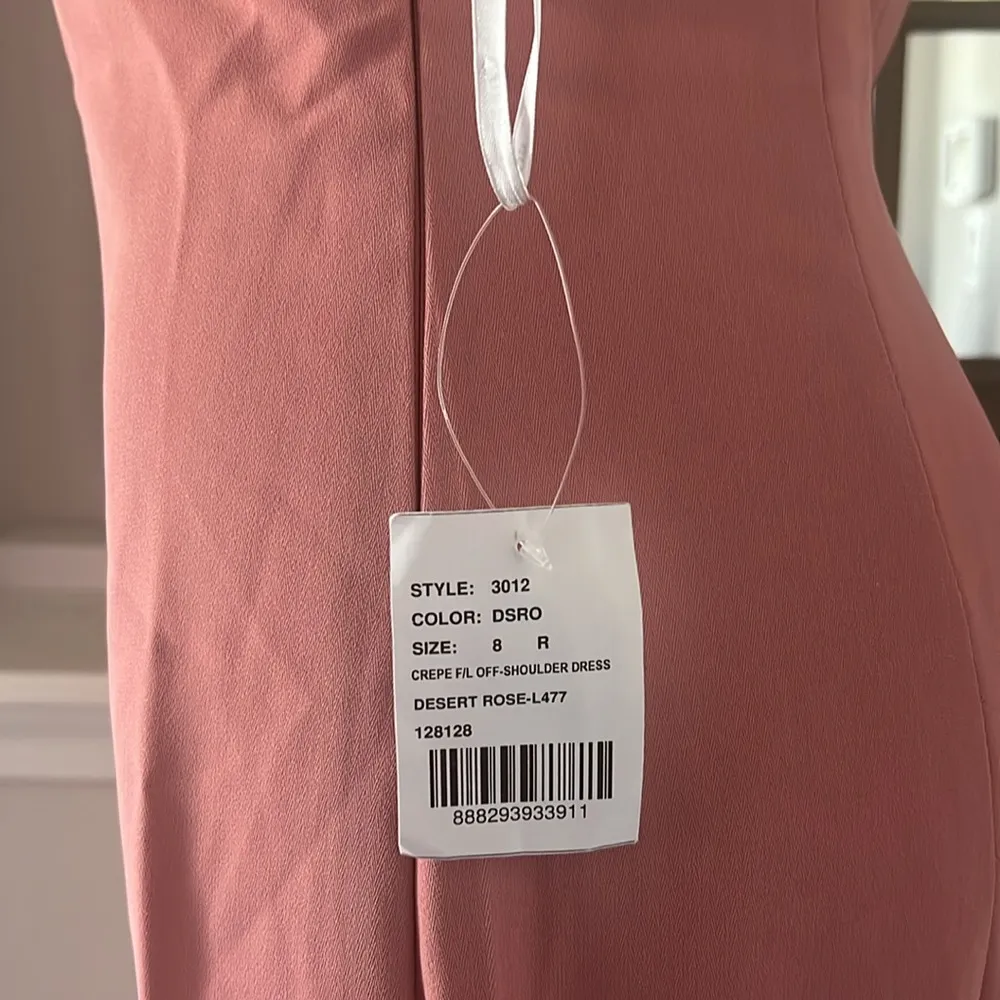 STYLE: 3012
COLOR: DSRO
SIZE: 8 R
CREPE F/L OFF-SHOULDER DRESS
DESERT ROSE-L477
128128
888293933911